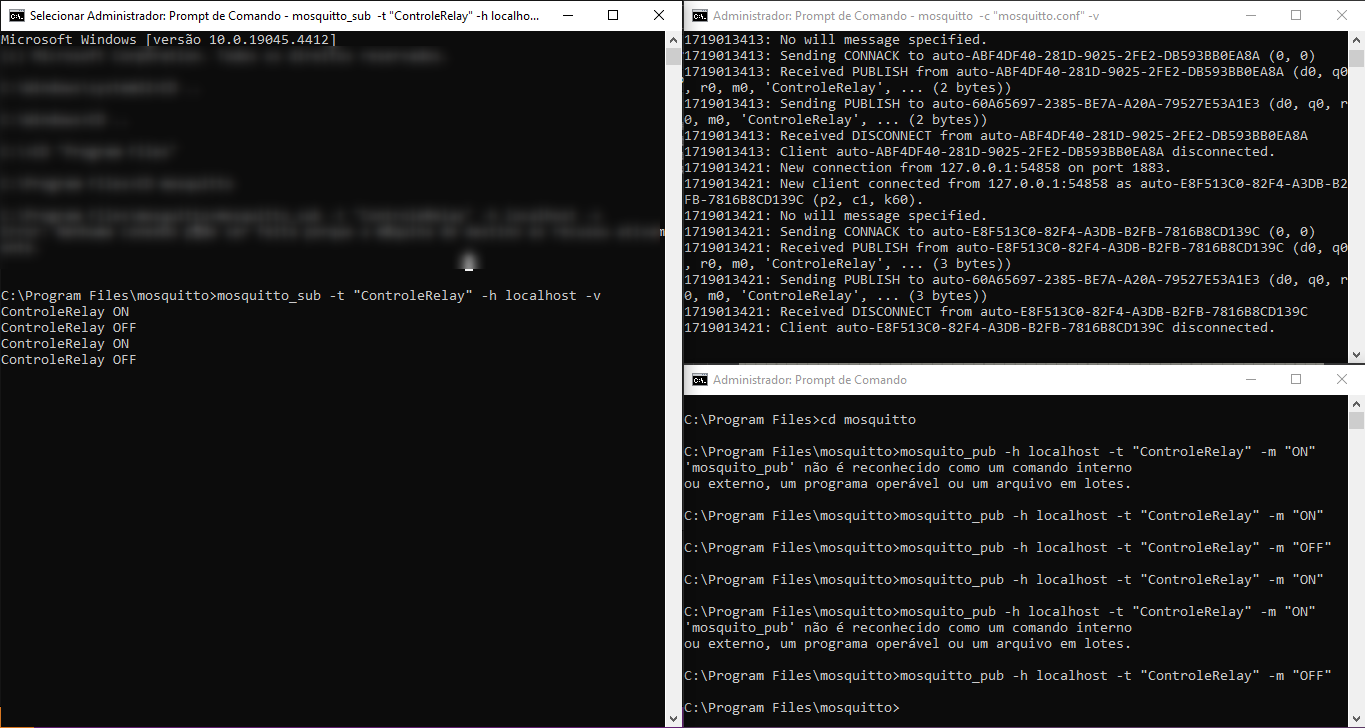 Selecionar Administrador: Prompt de Comando - mosquitto_sub -t "ControleRelay" -h localho...
Microsoft Windows [versão 10.0.19045.4412]
C:\Program Files\mosquitto>mosquitto_sub -t "ControleRelay" -h localhost -v
ControleRelay ON
ControleRelay OFF
ControleRelay ON
ControleRelay OFF
Administrador: Prompt de Comando - mosquitto -c "mosquitto.conf" -v
1719013413: No will message specified.
1719013413: Sending CONNACK to auto-ABF4DF40-281D-9025-2FE2-DB593BB0EA8A (0, 0)
1719013413: Received PUBLISH from auto-ABF4DF40-281D-9025-2FE2-DB593BB0EA8A (d0, q0
, r0, m0, 'ControleRelay', ... (2 bytes))
1719013413: Sending PUBLISH to auto-60A65697-2385-BE7A-A20A-79527E53A1E3 (d0, q0, r
0, m0, 'ControleRelay', ... (2 bytes))
1719013413: Received DISCONNECT from auto-ABF4DF40-281D-9025-2FE2-DB593BB0EA8A
1719013413: Client auto-ABF4DF40-281D-9025-2FE2-DB593BB0EA8A disconnected.
1719013421: New connection from 127.0.0.1:54858 on port 1883.
1719013421: New client connected from 127.0.0.1:54858 as auto-E8F513C0-82F4-A3DB-B2
FB-7816B8CD139C (p2, c1, k60).
1719013421: No will message specified.
1719013421: Sending CONNACK to auto-E8F513C0-82F4-A3DB-B2FB-7816B8CD139C (0, 0)
1719013421: Received PUBLISH from auto-E8F513C0-82F4-A3DB-B2FB-7816B8CD139C (d0, q0
, r0, m0, 'ControleRelay', ... (3 bytes))
1719013421: Sending PUBLISH to auto-60A65697-2385-BE7A-A20A-79527E53A1E3 (d0, q0, r
0, m0, 'ControleRelay', ... (3 bytes))
1719013421: Received DISCONNECT from auto-E8F513C0-82F4-A3DB-B2FB-7816B8CD139C
1719013421: Client auto-E8F513C0-82F4-A3DB-B2FB-7816B8CD139C disconnected.
Administrador: Prompt de Comando
C:\Program Files>cd mosquitto
C:\Program Files\mosquitto>mosquito_pub -h localhost -t "ControleRelay" -m "ON"
'mosquito_pub' não é reconhecido como um comando interno
ou externo, um programa operável ou um arquivo em lotes.
C:\Program Files\mosquitto>mosquitto_pub -h localhost -t "ControleRelay" -m "ON"
C:\Program Files\mosquitto>mosquitto_pub -h localhost -t "ControleRelay" -m "OFF"
C:\Program Files\mosquitto>mosquitto_pub -h localhost -t "ControleRelay" -m "ON"
C:\Program Files\mosquitto>mosquito_pub -h localhost -t "ControleRelay" -m "ON"
'mosquito_pub' não é reconhecido como um comando interno
ou externo, um programa operável ou um arquivo em lotes.
C:\Program Files\mosquitto>mosquitto_pub -h localhost -t "ControleRelay" -m "OFF"
C:\Program Files\mosquitto>